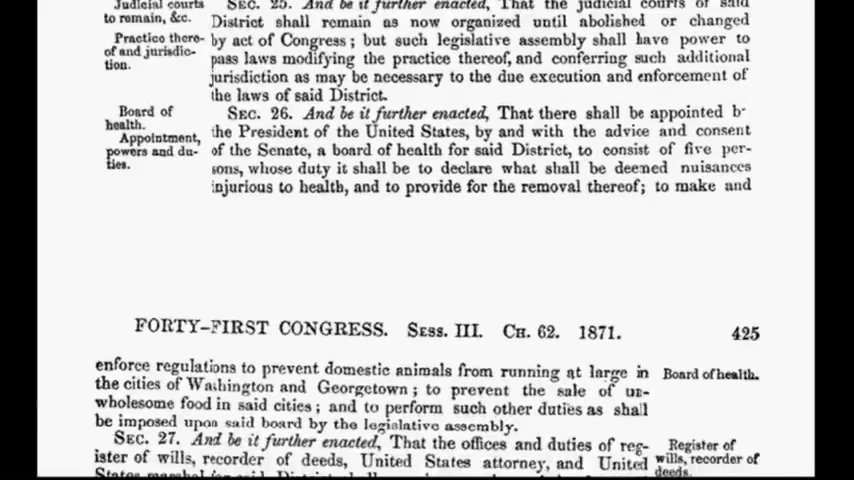 Judicial courts
to remain, &c.
Practice there-
of and jurisdic-
tion.
SEC. 25. And be it further enacted, That the judicial courts of said
District shall remain as now organized until abolished or changed
by act of Congress; but such legislative assembly shall have power to
pass laws modifying the practice thereof, and conferring such additional
jurisdiction as may be necessary to the due execution and enforcement of
the laws of said District.
Board of
health.
Appointment,
powers and du-
ties.
SEC. 26. And be it further enacted, That there shall be appointed b-
the President of the United States, by and with the advice and consent
of the Senate, a board of health for said District, to consist of five per-
sons, whose duty it shall be to declare what shall be deemed nuisances
injurious to health, and to provide for the removal thereof; to make and
FORTY-FIRST CONGRESS. SESS. III. CH. 62. 1871. 425
enforce regulations to prevent domestic animals from running at large in
the cities of Washington and Georgetown; to prevent the sale of un-
wholesome food in said cities; and to perform such other duties as shall
be imposed upon said board by the legislative assembly.
Board of health.
SEC. 27. And be it further enacted, That the offices and duties of reg-
ister of wills, recorder of deeds, United States attorney, and United
Register of
wills, recorder of
deeds.